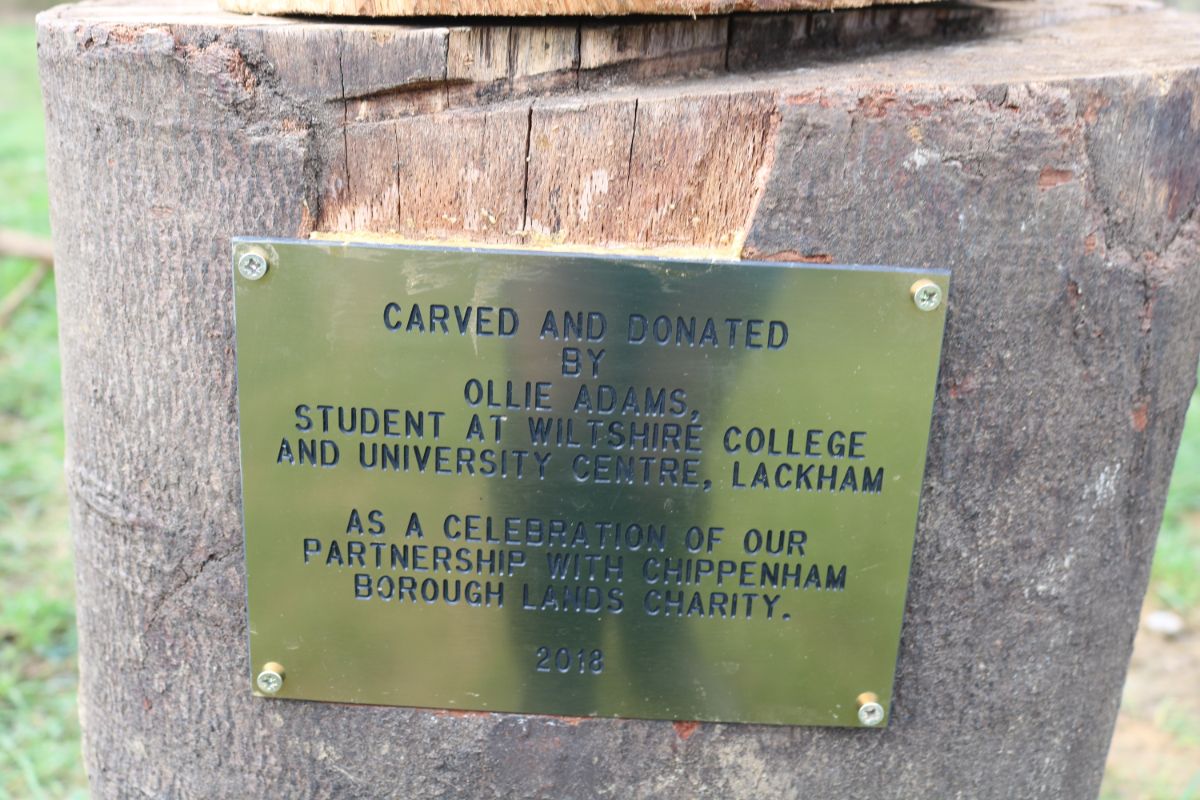 CARVED AND DONATED
BY
OLLIE ADAMS,
STUDENT AT WILTSHIRE COLLEGE
AND UNIVERSITY CENTRE, LACKHAM
AS A CELEBRATION OF OUR
PARTNERSHIP WITH CHIPPENHAM
BOROUGH LANDS CHARITY.
2018